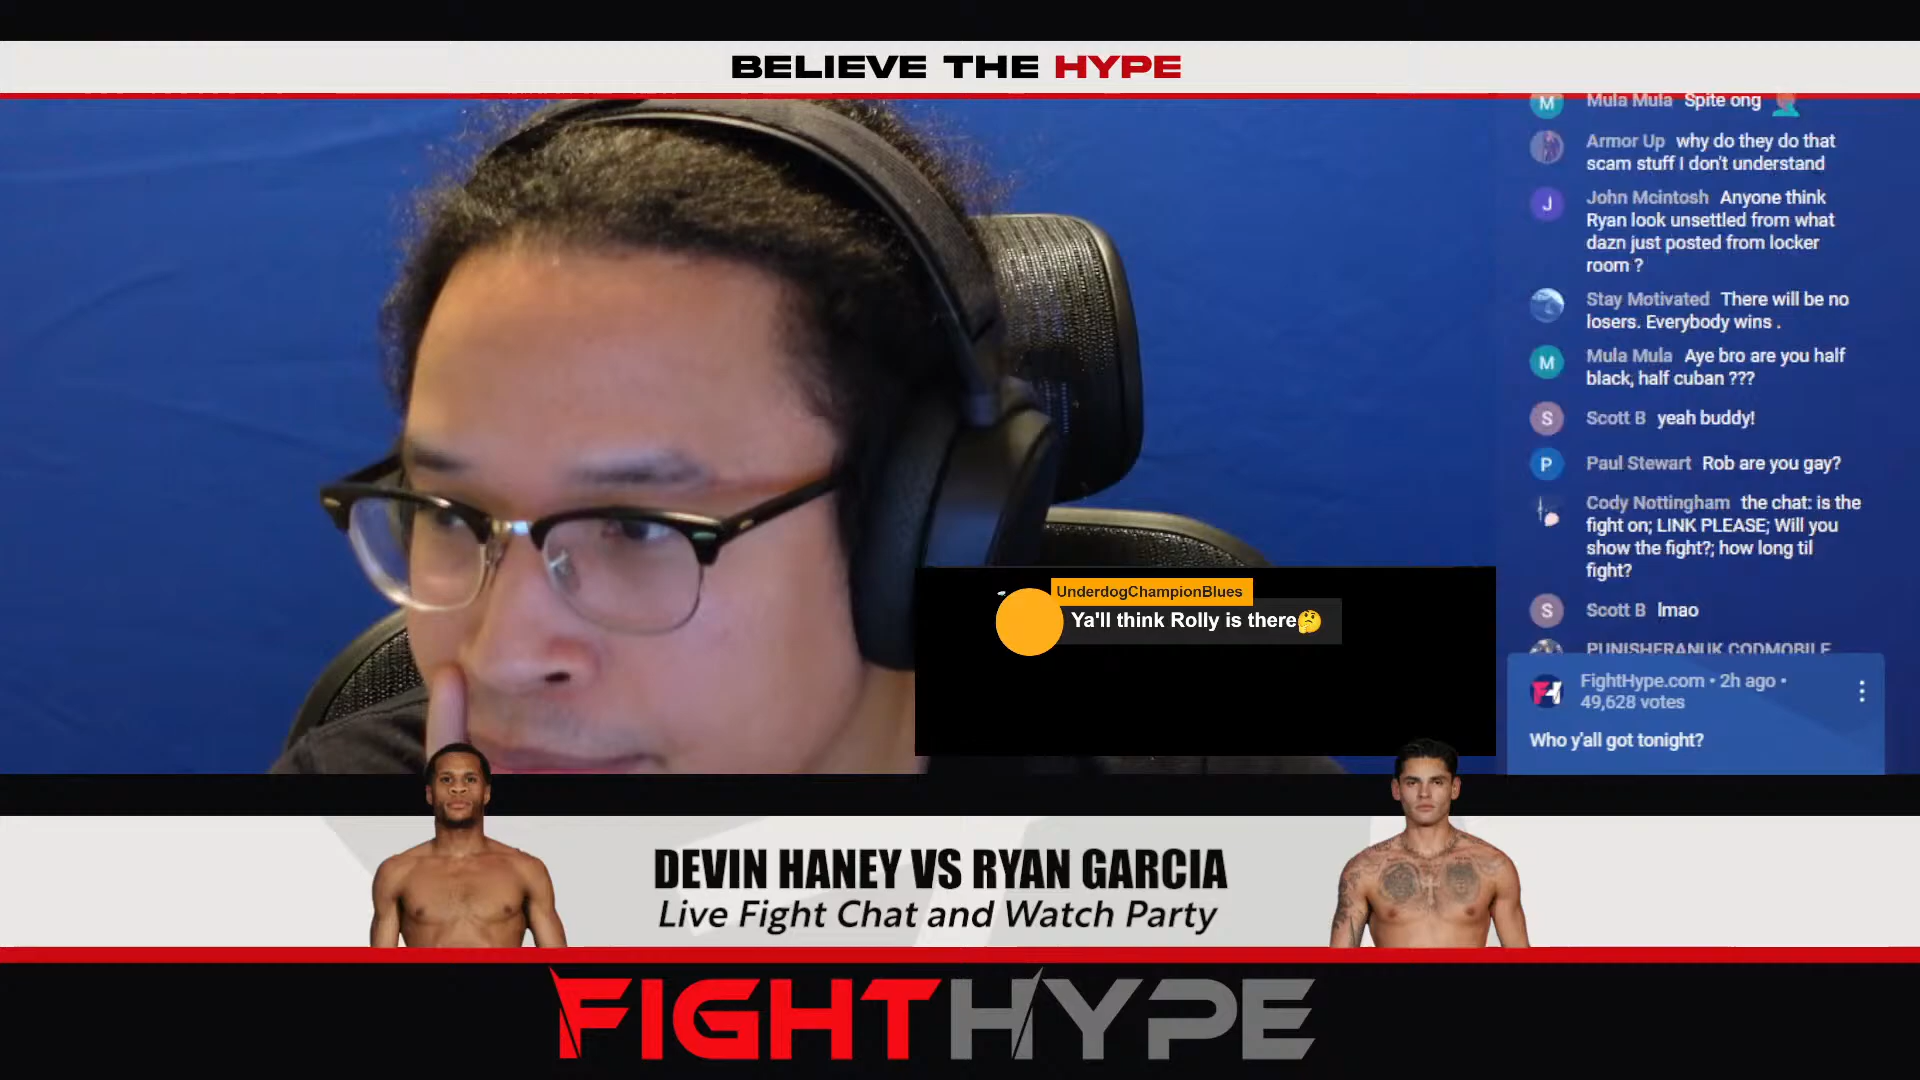 BELIEVE THE HYPE
M Mula Mula Spite ong
Armor Up why do they do that
scam stuff I don't understand
J John Mcintosh Anyone think
Ryan look unsettled from what
dazn just posted from locker
room ?
Stay Motivated There will be no
losers. Everybody wins .
M Mula Mula Aye bro are you half
black, half cuban ???
S Scott B yeah buddy!
P Paul Stewart Rob are you gay?
Cody Nottingham the chat: is the
fight on; LINK PLEASE; Will you
show the fight?; how long til
fight?
S Scott B lmao
PUNISHERANUK CODMOBILE
FH FightHype.com • 2h ago •
49,628 votes
Who y'all got tonight?
UnderdogChampionBlues
Ya'll think Rolly is there🤔
DEVIN HANEY VS RYAN GARCIA
Live Fight Chat and Watch Party
FIGHTHYPE